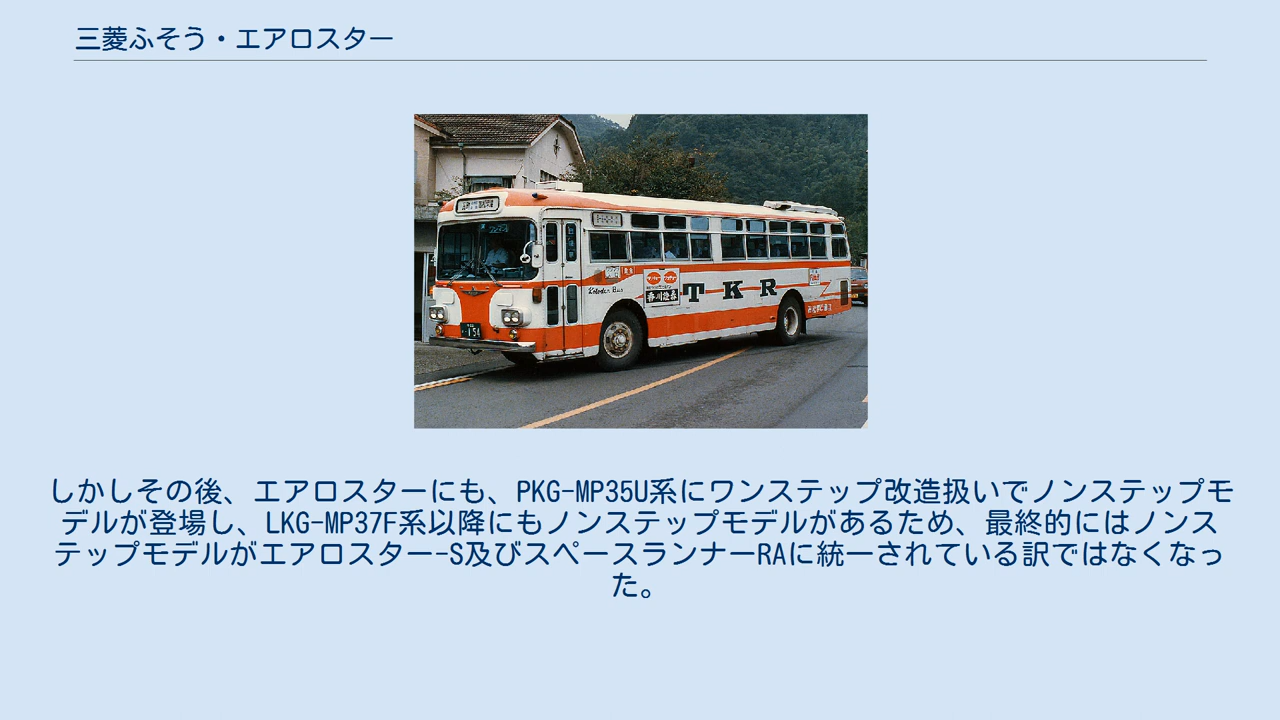 三菱ふそう・エアロスター
TKR
しかしその後、エアロスターにも、PKG-MP35U系にワンステップ改造扱いでノンステップモ
デルが登場し、LKG-MP37F系以降にもノンステップモデルがあるため、最終的にはノンス
テップモデルがエアロスター-S及びスペースランナーRAに統一されている訳ではなくなっ
た。